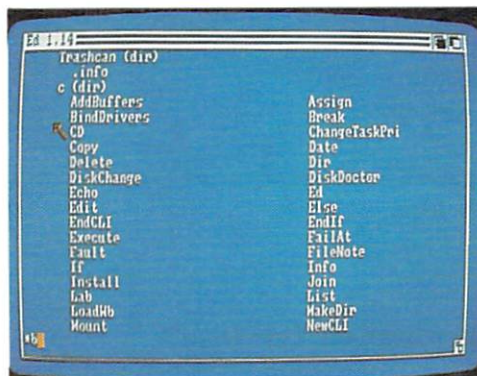 Ed 1.14
Trashcan (dir)
.info
c (dir)
AddBuffers Assign
BindDrivers Break
CD ChangeTaskPri
Copy Date
Delete Dir
DiskChange DiskDoctor
Echo Ed
Edit Else
EndCLI EndIf
Execute FailAt
Fault FileNote
If Info
Install Join
Lab List
LoadWb MakeDir
Mount NewCLI
*b